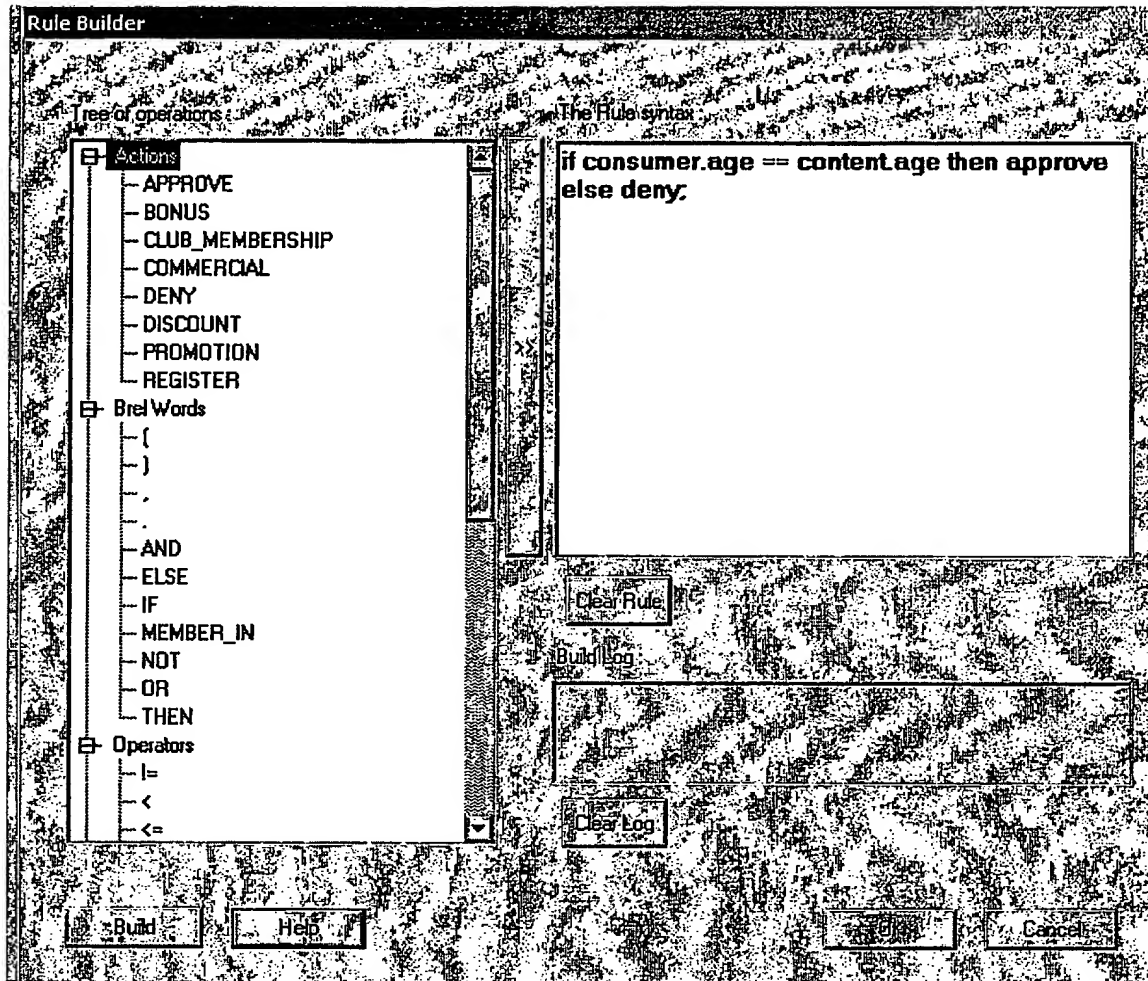 Rule Builder
Tree of operations
Actions
APPROVE
BONUS
CLUB_MEMBERSHIP
COMMERCIAL
DENY
DISCOUNT
PROMOTION
REGISTER
Brel Words
(
)
,
.
AND
ELSE
IF
MEMBER_IN
NOT
OR
THEN
Operators
!=
<
<=
>>
The Rule syntax
if consumer.age == content.age then approve
else deny;
Clear Rule
Build Log
Clear Log
Build
Help
Cancel